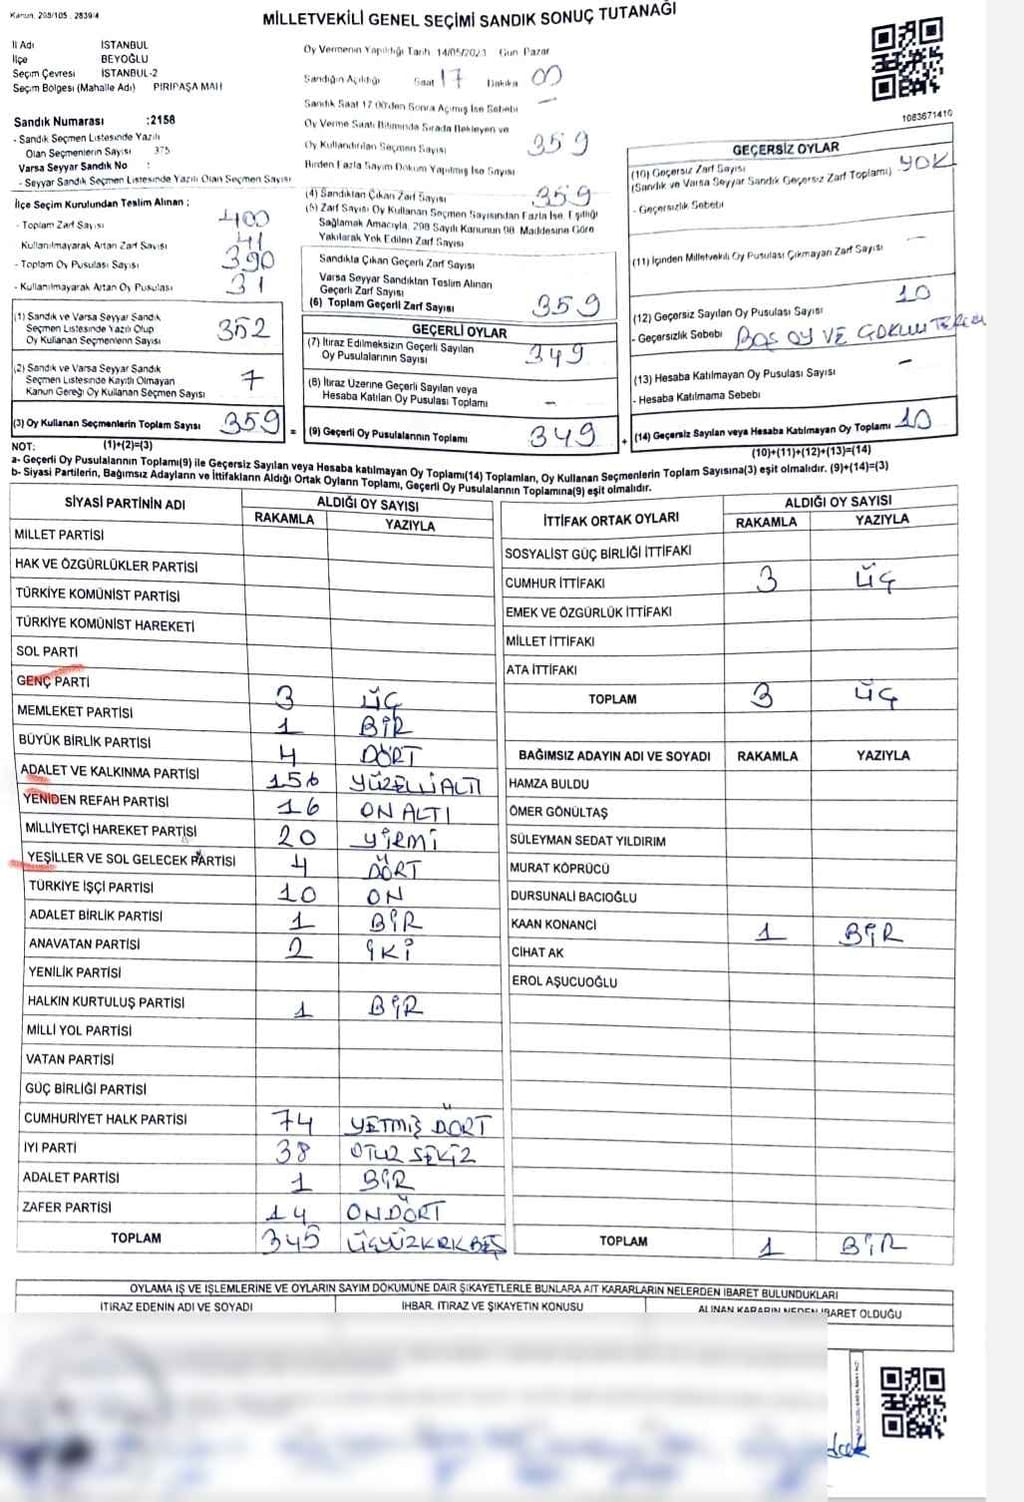 Kanun. 298/105 . 2839/4
MİLLETVEKİLİ GENEL SEÇİMİ SANDIK SONUÇ TUTANAĞI
İl Adı İSTANBUL
İlçe BEYOĞLU
Seçim Çevresi İSTANBUL-2
Seçim Bölgesi (Mahalle Adı) PİRİPAŞA MAH
Sandık Numarası :2158
- Sandık Seçmen Listesinde Yazılı
Olan Seçmenlerin Sayısı 375
Varsa Seyyar Sandık No :
- Seyyar Sandık Seçmen Listesinde Yazılı Olan Seçmen Sayısı
İlçe Seçim Kurulundan Teslim Alınan :
- Toplam Zarf Sayısı 400
Kullanılmayarak Artan Zarf Sayısı 41
- Toplam Oy Pusulası Sayısı 390
- Kullanılmayarak Artan Oy Pusulası 31
(1) Sandık ve Varsa Seyyar Sandık
Seçmen Listesinde Yazılı Olup
Oy Kullanan Seçmenlerin Sayısı 352
(2) Sandık ve Varsa Seyyar Sandık
Seçmen Listesinde Kayıtlı Olmayan
Kanun Gereği Oy Kullanan Seçmen Sayısı 7
(3) Oy Kullanan Seçmenlerin Toplam Sayısı 359 =
Oy Vermenin Yapıldığı Tarih 14/05/2023 Gün Pazar
Sandığın Açıldığı Saat 17 Dakika 00
Sandık Saat 17.00'den Sonra Açılmış İse Sebebi —
Oy Verme Saati Bitiminde Sırada Bekleyen ve
Oy Kullandırılan Seçmen Sayısı 359
Birden Fazla Sayım Döküm Yapılmış İse Sayısı
(4) Sandıktan Çıkan Zarf Sayısı 359
(5) Zarf Sayısı Oy Kullanan Seçmen Sayısından Fazla İse Eşitliği
Sağlamak Amacıyla, 298 Sayılı Kanunun 98. Maddesine Göre
Yakılarak Yok Edilen Zarf Sayısı
Sandıkta Çıkan Geçerli Zarf Sayısı
Varsa Seyyar Sandıktan Teslim Alınan
Geçerli Zarf Sayısı
(6) Toplam Geçerli Zarf Sayısı 359
GEÇERLİ OYLAR
(7) İtiraz Edilmeksizin Geçerli Sayılan
Oy Pusulalarının Sayısı 349
(8) İtiraz Üzerine Geçerli Sayılan veya
Hesaba Katılan Oy Pusulası Toplamı –
(9) Geçerli Oy Pusulalarının Toplamı 349 +
1083671410
GEÇERSİZ OYLAR
(10) Geçersiz Zarf Sayısı YOK
(Sandık ve Varsa Seyyar Sandık Geçersiz Zarf Toplamı)
- Geçersizlik Sebebi
(11) İçinden Milletvekili Oy Pusulası Çıkmayan Zarf Sayısı —
(12) Geçersiz Sayılan Oy Pusulası Sayısı 10
- Geçersizlik Sebebi BOŞ OY VE ÇOKLU
(13) Hesaba Katılmayan Oy Pusulası Sayısı –
- Hesaba Katılmama Sebebi
(14) Geçersiz Sayılan veya Hesaba Katılmayan Oy Toplamı 10
NOT: (1)+(2)=(3) (10)+(11)+(12)+(13)=(14)
a- Geçerli Oy Pusulalarının Toplamı(9) ile Geçersiz Sayılan veya Hesaba katılmayan Oy Toplamı(14) Toplamları, Oy Kullanan Seçmenlerin Toplam Sayısına(3) eşit olmalıdır. (9)+(14)=(3)
b- Siyasi Partilerin, Bağımsız Adayların ve İttifakların Aldığı Ortak Oyların Toplamı, Geçerli Oy Pusulalarının Toplamına(9) eşit olmalıdır.
SİYASİ PARTİNİN ADI ALDIĞI OY SAYISI
RAKAMLA YAZIYLA
MİLLET PARTİSİ
HAK VE ÖZGÜRLÜKLER PARTİSİ
TÜRKİYE KOMÜNİST PARTİSİ
TÜRKİYE KOMÜNİST HAREKETİ
SOL PARTİ
GENÇ PARTİ 3 ÜÇ
MEMLEKET PARTİSİ 1 BİR
BÜYÜK BİRLİK PARTİSİ 4 DÖRT
ADALET VE KALKINMA PARTİSİ 156 YÜZELLİALTI
YENİDEN REFAH PARTİSİ 16 ON ALTI
MİLLİYETÇİ HAREKET PARTİSİ 20 YİRMİ
YEŞİLLER VE SOL GELECEK PARTİSİ 4 DÖRT
TÜRKİYE İŞÇİ PARTİSİ 10 ON
ADALET BİRLİK PARTİSİ 1 BİR
ANAVATAN PARTİSİ 2 İKİ
YENİLİK PARTİSİ
HALKIN KURTULUŞ PARTİSİ 1 BİR
MİLLİ YOL PARTİSİ
VATAN PARTİSİ
GÜÇ BİRLİĞİ PARTİSİ
CUMHURİYET HALK PARTİSİ 74 YETMİŞ DÖRT
İYİ PARTİ 38 OTUZ SEKİZ
ADALET PARTİSİ 1 BİR
ZAFER PARTİSİ 14 ONDÖRT
TOPLAM 345 ÜÇYÜZKIRKBEŞ
İTTİFAK ORTAK OYLARI ALDIĞI OY SAYISI
RAKAMLA YAZIYLA
SOSYALİST GÜÇ BİRLİĞİ İTTİFAKI
CUMHUR İTTİFAKI 3 ÜÇ
EMEK VE ÖZGÜRLÜK İTTİFAKI
MİLLET İTTİFAKI
ATA İTTİFAKI
TOPLAM 3 ÜÇ
BAĞIMSIZ ADAYIN ADI VE SOYADI RAKAMLA YAZIYLA
HAMZA BULDU
ÖMER GÖNÜLTAŞ
SÜLEYMAN SEDAT YILDIRIM
MURAT KÖPRÜCÜ
DURSUNALİ BACIOĞLU
KAAN KONANCI 1 BİR
CİHAT AK
EROL AŞUCUOĞLU
TOPLAM 1 BİR
OYLAMA İŞ VE İŞLEMLERİNE VE OYLARIN SAYIM DÖKÜMÜNE DAİR ŞİKAYETLERLE BUNLARA AİT KARARLARIN NELERDEN İBARET BULUNDUKLARI
İTİRAZ EDENİN ADI VE SOYADI İHBAR, İTİRAZ VE ŞİKAYETİN KONUSU ALINAN KARARIN NEDEN İBARET OLDUĞU